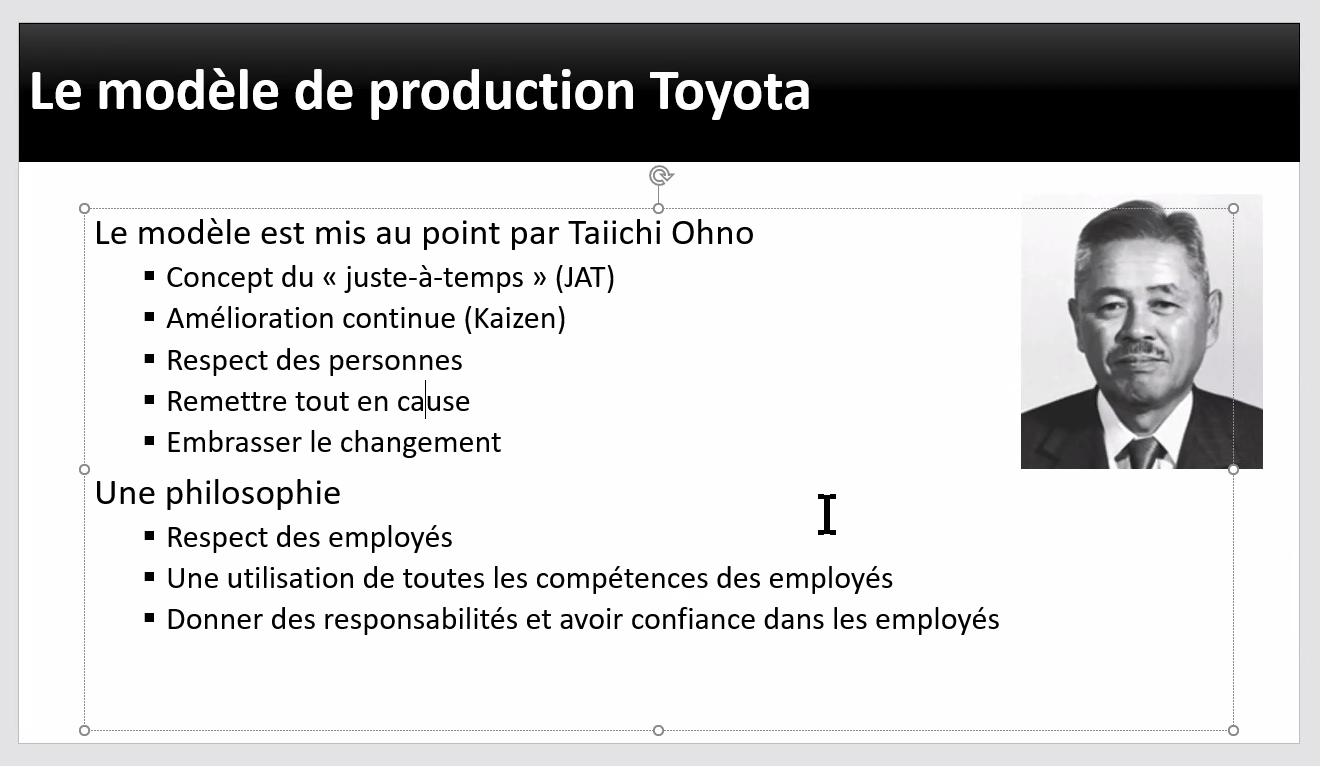 Le modèle de production Toyota
Le modèle est mis au point par Taiichi Ohno
▪ Concept du « juste-à-temps » (JAT)
▪ Amélioration continue (Kaizen)
▪ Respect des personnes
▪ Remettre tout en cause
▪ Embrasser le changement
Une philosophie
▪ Respect des employés
▪ Une utilisation de toutes les compétences des employés
▪ Donner des responsabilités et avoir confiance dans les employés